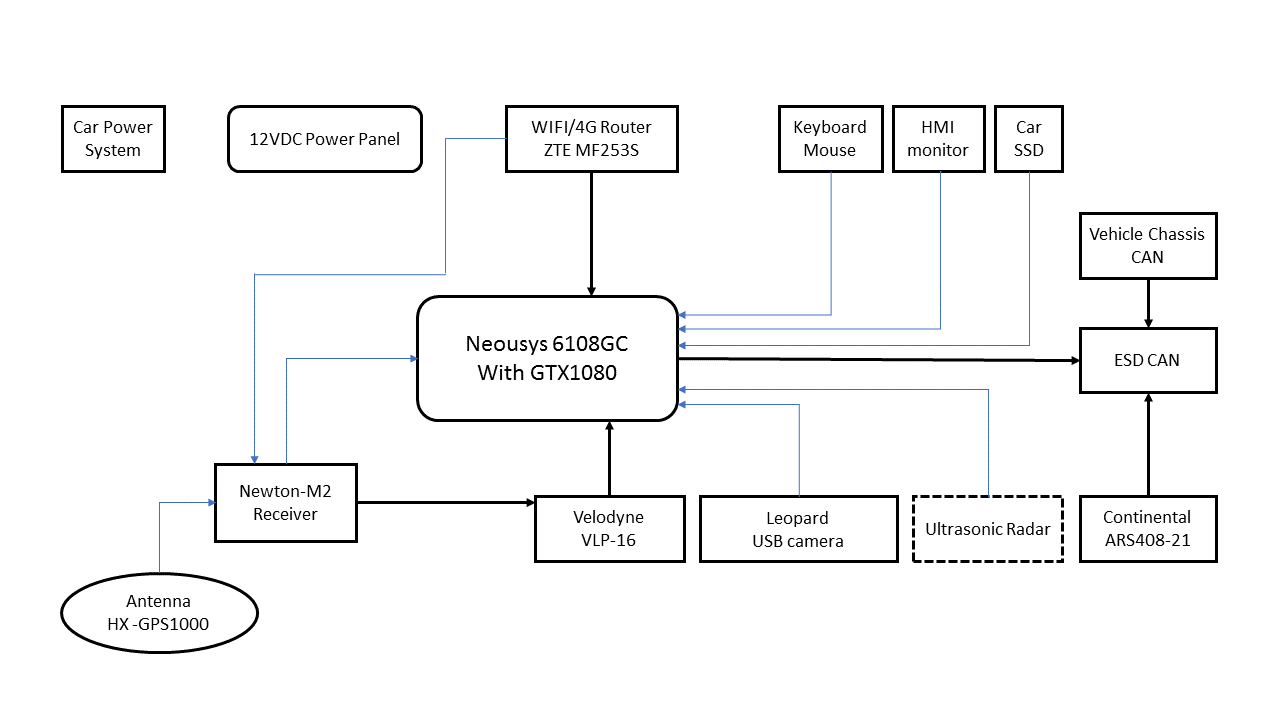 Car Power
System
12VDC Power Panel
WIFI/4G Router
ZTE MF253S
Keyboard
Mouse
HMI
monitor
Car
SSD
Vehicle Chassis
CAN
Neousys 6108GC
With GTX1080
ESD CAN
Newton-M2
Receiver
Velodyne
VLP-16
Leopard
USB camera
Ultrasonic Radar
Continental
ARS408-21
Antenna
HX -GPS1000